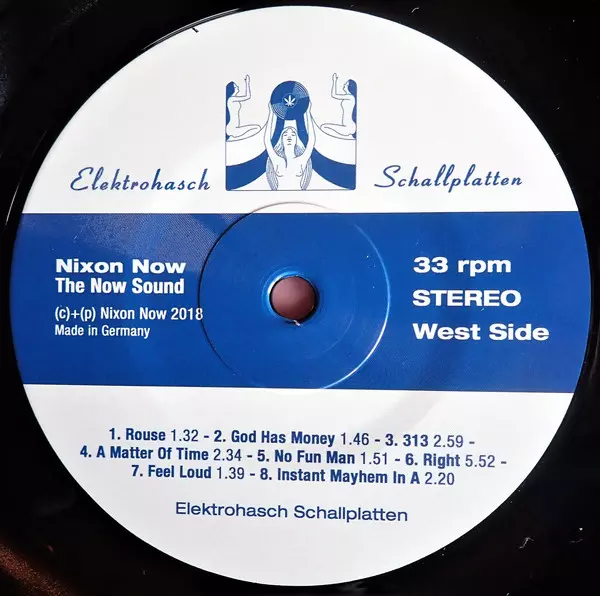 Elektrohasch Schallplatten
Nixon Now
The Now Sound
(c)+(p) Nixon Now 2018
Made in Germany
33 rpm
STEREO
West Side
1. Rouse 1.32 - 2. God Has Money 1.46 - 3. 313 2.59 -
4. A Matter Of Time 2.34 - 5. No Fun Man 1.51 - 6. Right 5.52 -
7. Feel Loud 1.39 - 8. Instant Mayhem In A 2.20
Elektrohasch Schallplatten